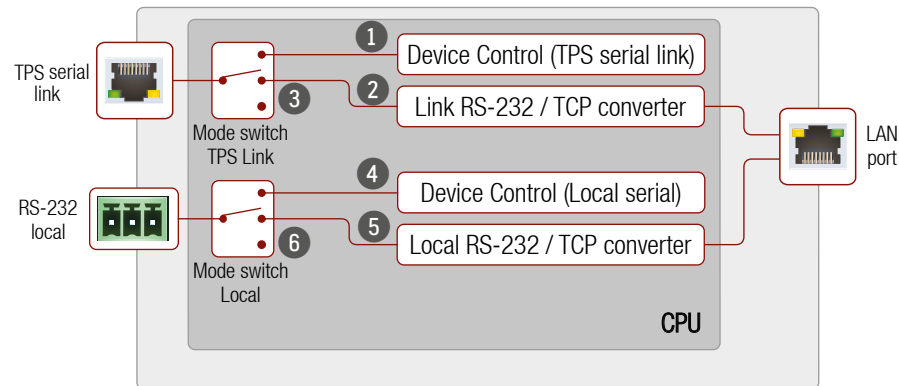 1
Device Control (TPS serial link)
TPS serial
link
3
2
Link RS-232 / TCP converter
Mode switch
TPS Link
LAN
port
4
Device Control (Local serial)
RS-232
local
6
5
Local RS-232 / TCP converter
Mode switch
Local
CPU